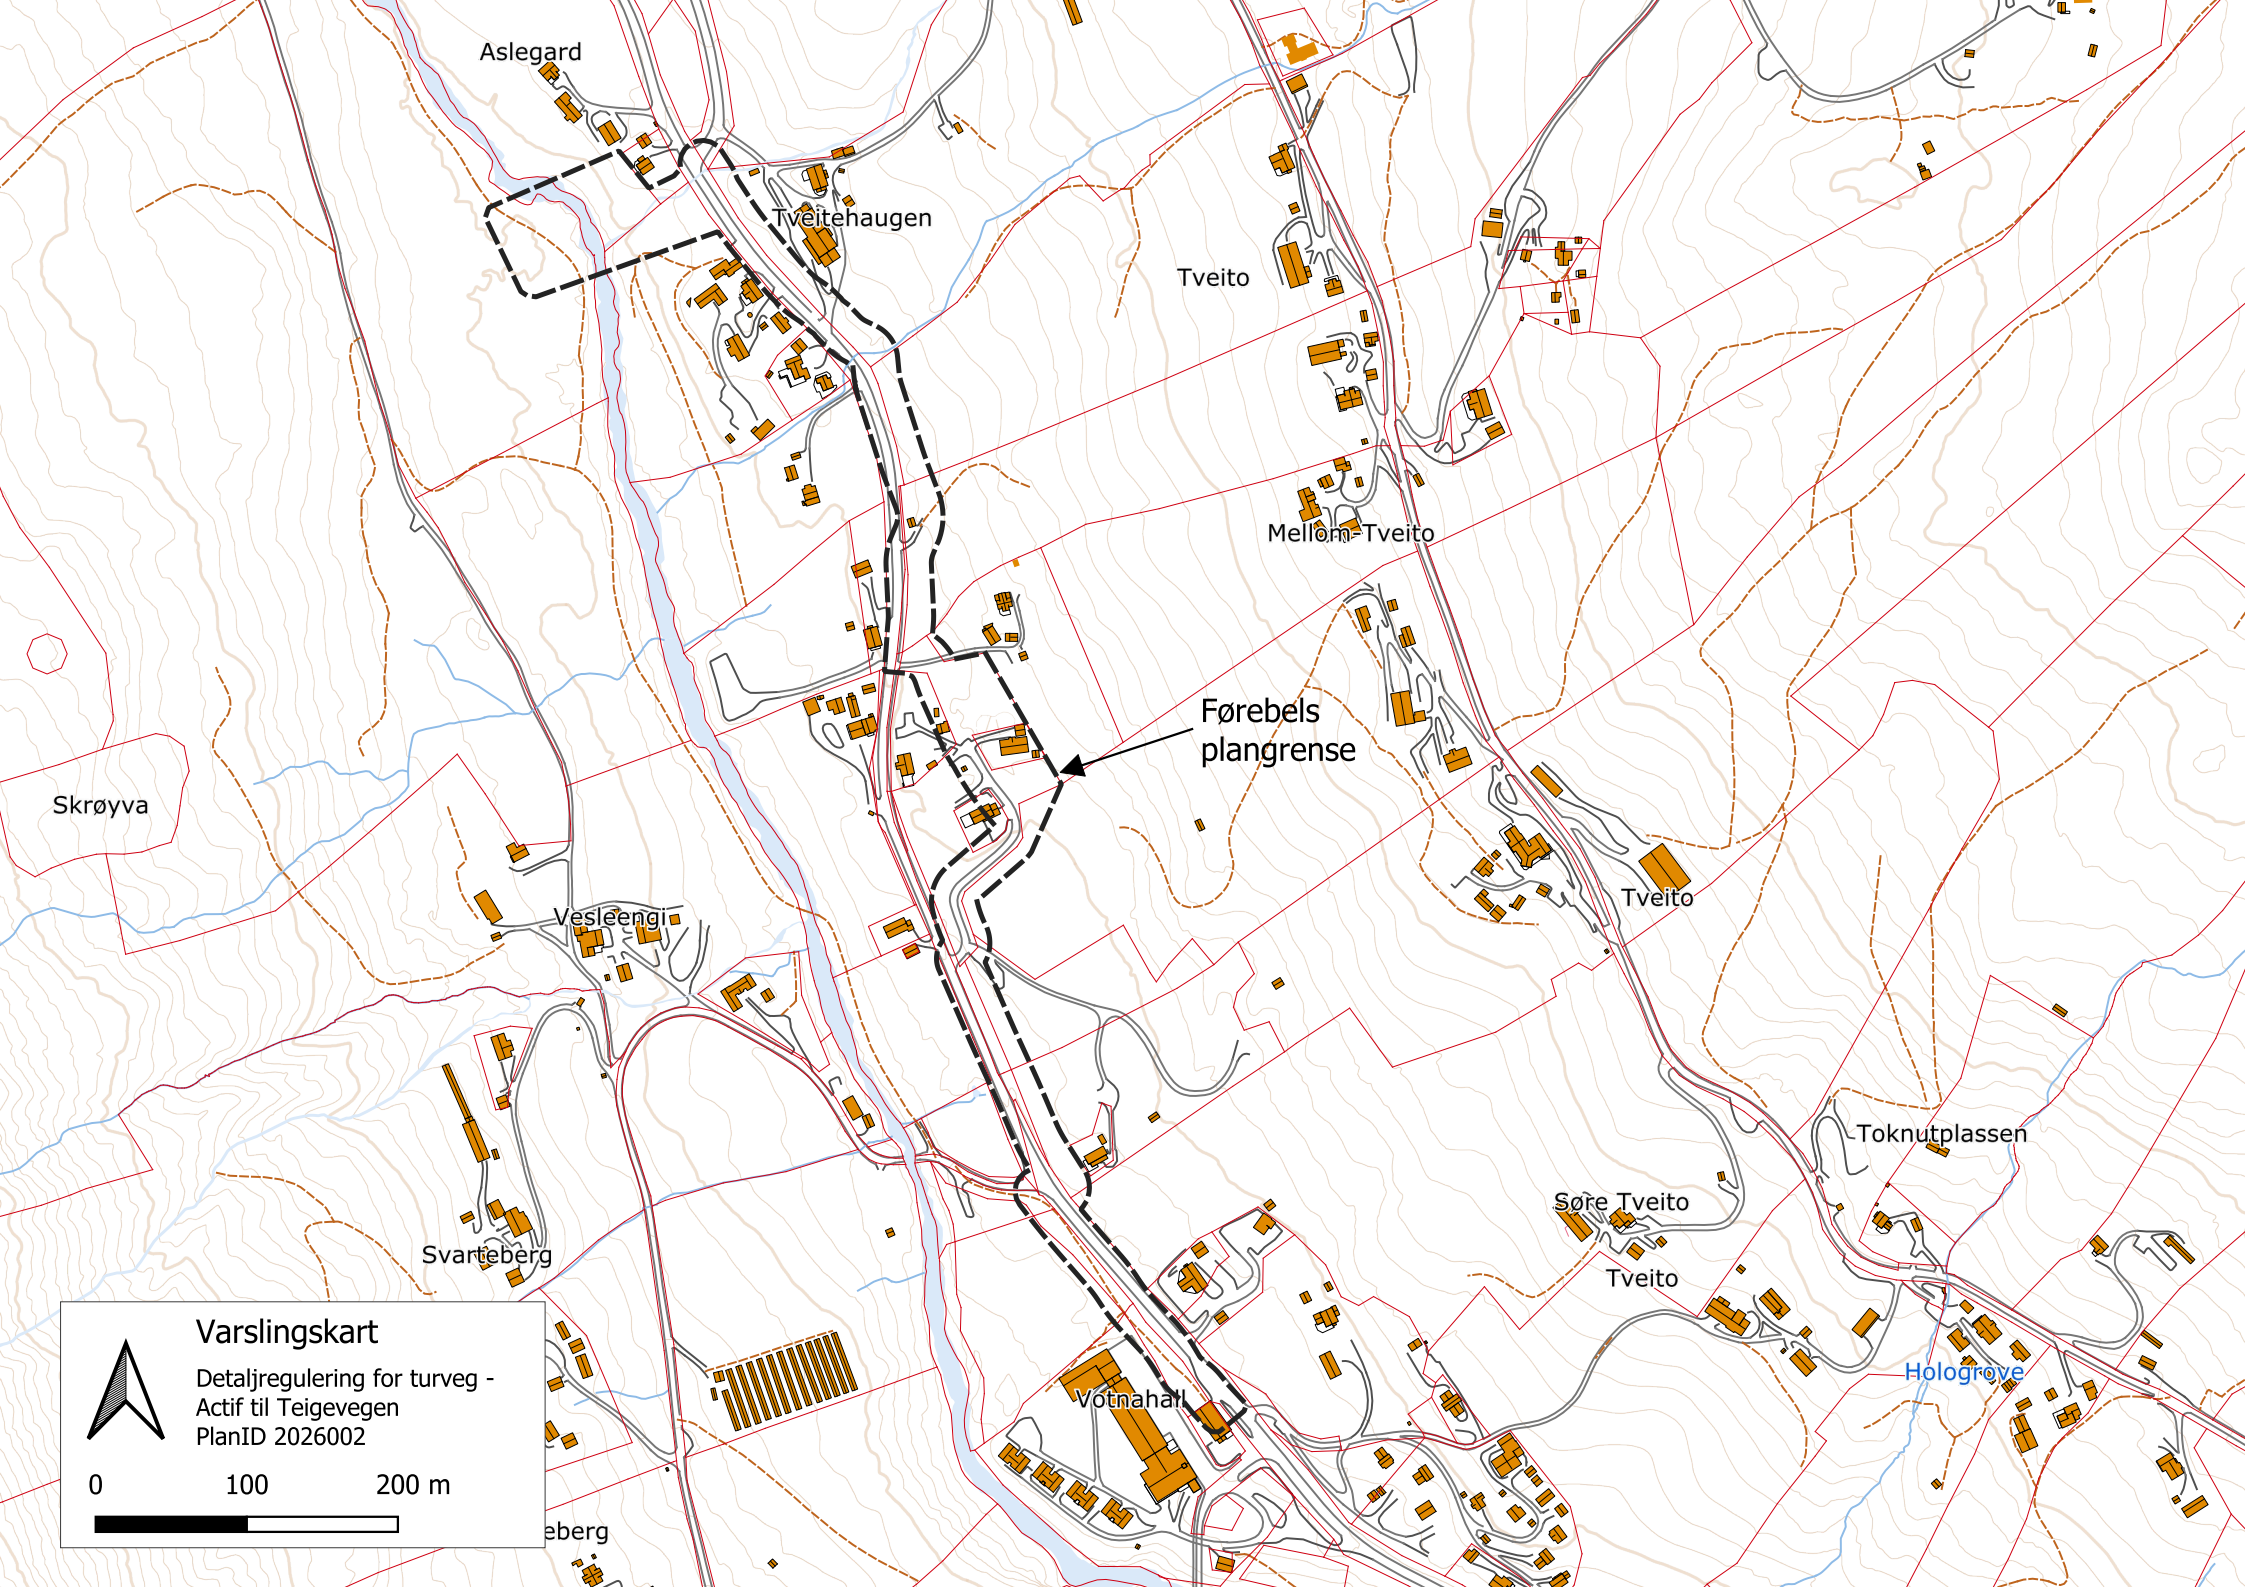 Aslegard
Tveitehaugen
Tveito
Mellom-Tveito
Førebels
plangrense
Skrøyva
Tveito
Vesleengi
Toknutplassen
Søre Tveito
Svarteberg
Tveito
Hologrove
Votnahall
Varslingskart
Detaljregulering for turveg -
Actif til Teigevegen
PlanID 2026002
0 100 200 m
eberg